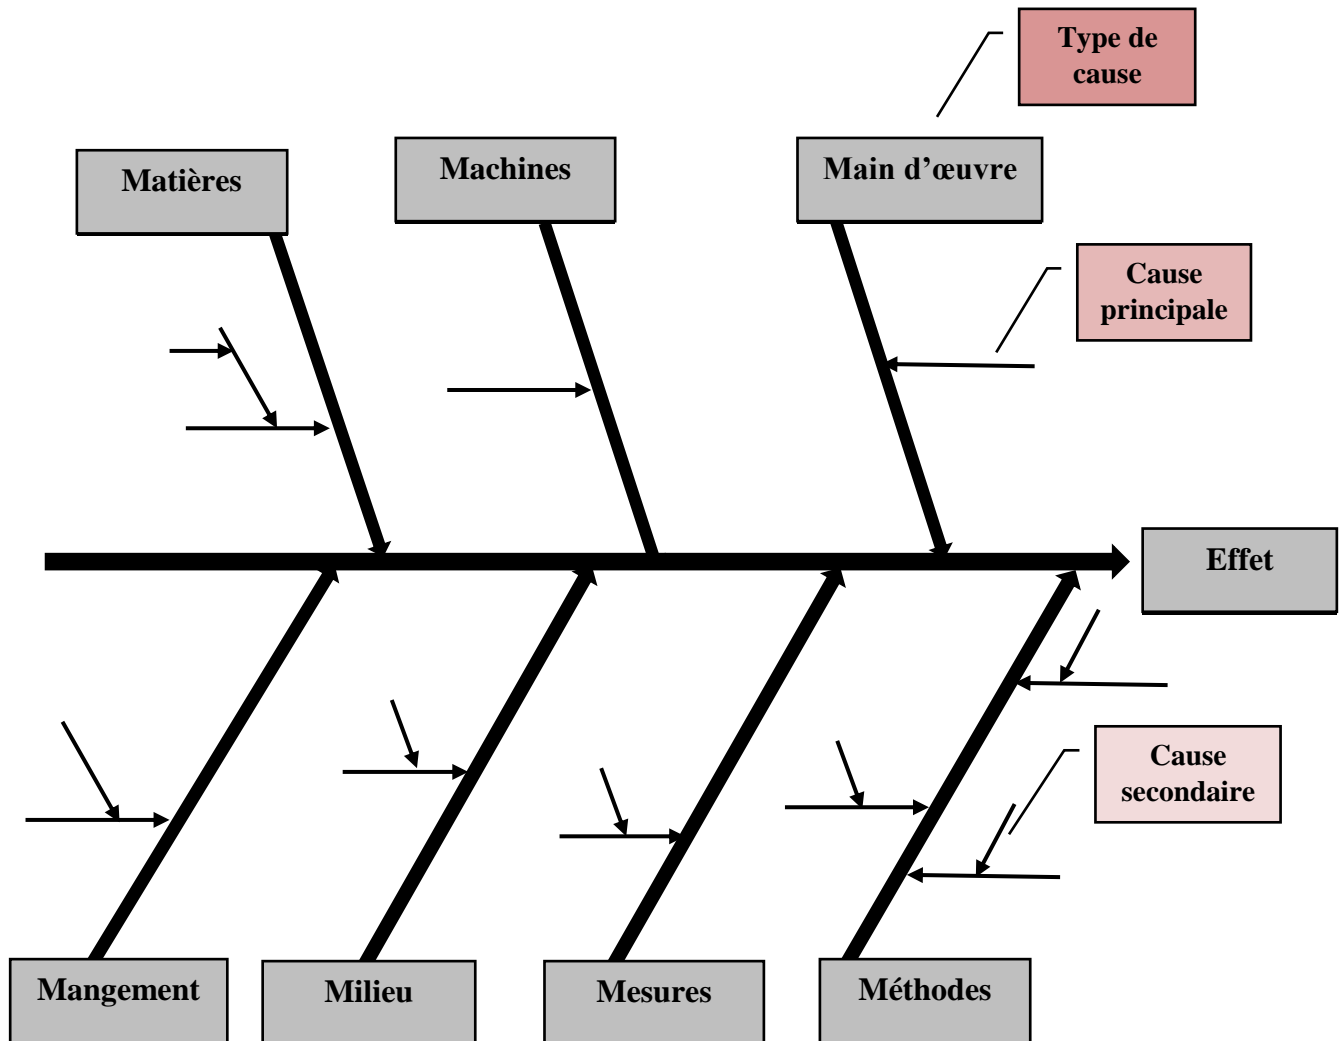 Type de
cause
Matières
Machines
Main d’œuvre
Cause
principale
Effet
Cause
secondaire
Mangement
Milieu
Mesures
Méthodes